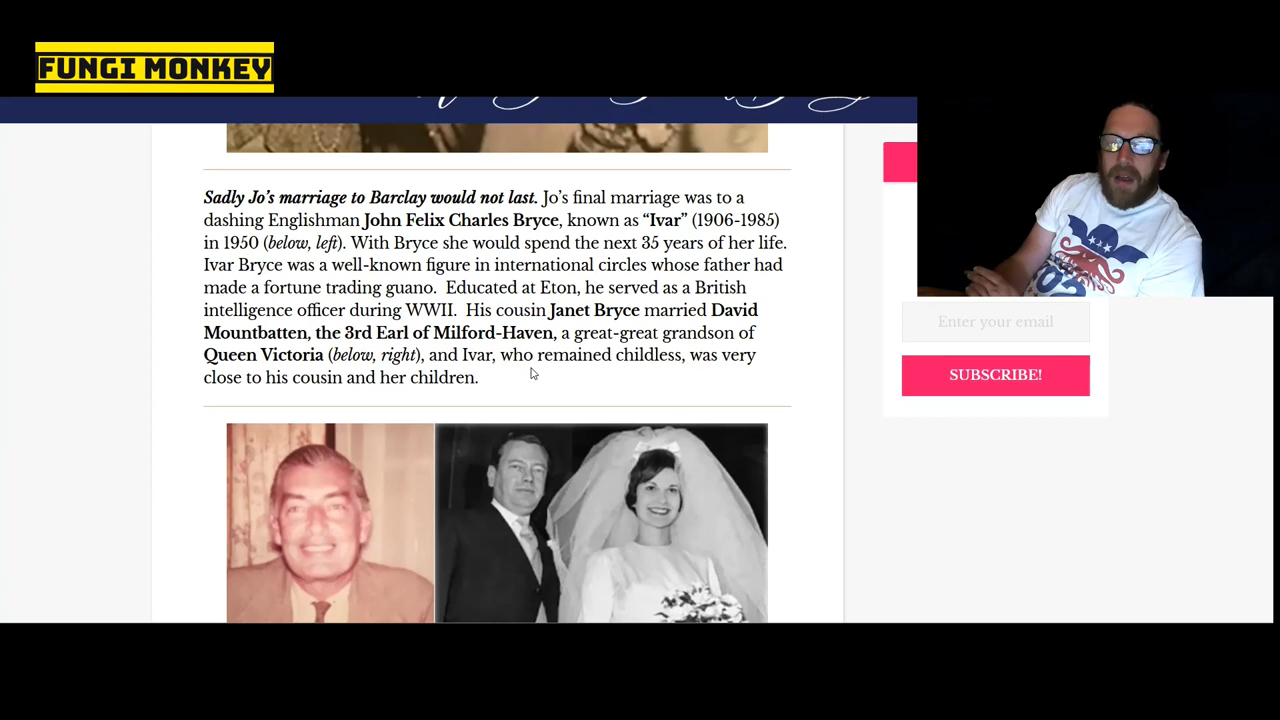 FUNGI MONKEY
Sadly Jo’s marriage to Barclay would not last. Jo’s final marriage was to a
dashing Englishman John Felix Charles Bryce, known as “Ivar” (1906-1985)
in 1950 (below, left). With Bryce she would spend the next 35 years of her life.
Ivar Bryce was a well-known figure in international circles whose father had
made a fortune trading guano.  Educated at Eton, he served as a British
intelligence officer during WWII.  His cousin Janet Bryce married David
Mountbatten, the 3rd Earl of Milford-Haven, a great-great grandson of
Queen Victoria (below, right), and Ivar, who remained childless, was very
close to his cousin and her children.
Enter your email
SUBSCRIBE!